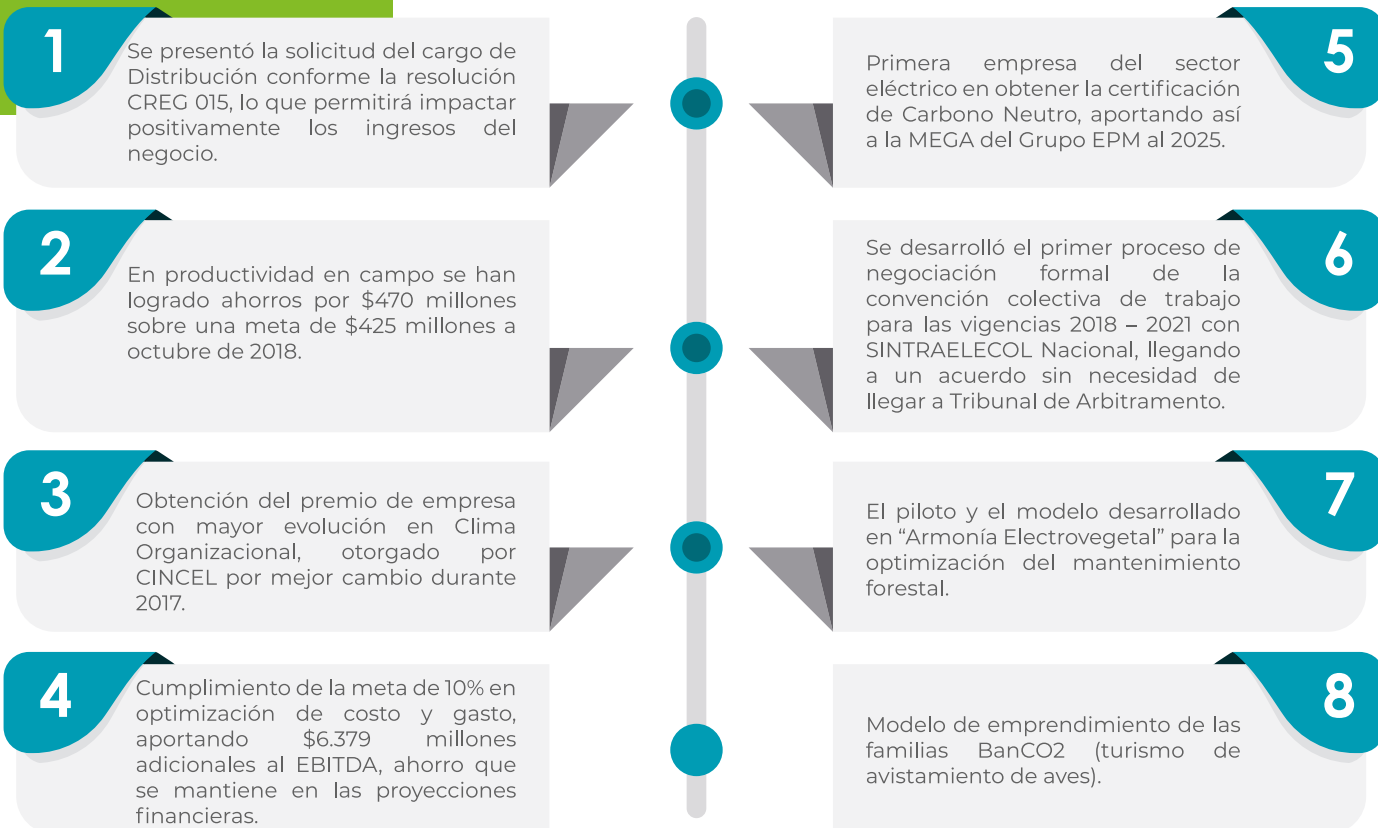 1
Se presentó la solicitud del cargo de
Distribución conforme la resolución
CREG 015, lo que permitirá impactar
positivamente los ingresos del
negocio.
2
En productividad en campo se han
logrado ahorros por $470 millones
sobre una meta de $425 millones a
octubre de 2018.
3
Obtención del premio de empresa
con mayor evolución en Clima
Organizacional, otorgado por
CINCEL por mejor cambio durante
2017.
4
Cumplimiento de la meta de 10% en
optimización de costo y gasto,
aportando $6.379 millones
adicionales al EBITDA, ahorro que
se mantiene en las proyecciones
financieras.
5
Primera empresa del sector
eléctrico en obtener la certificación
de Carbono Neutro, aportando así
a la MEGA del Grupo EPM al 2025.
6
Se desarrolló el primer proceso de
negociación formal de la
convención colectiva de trabajo
para las vigencias 2018 – 2021 con
SINTRAELECOL Nacional, llegando
a un acuerdo sin necesidad de
llegar a Tribunal de Arbitramento.
7
El piloto y el modelo desarrollado
en “Armonía Electrovegetal” para la
optimización del mantenimiento
forestal.
8
Modelo de emprendimiento de las
familias BanCO2 (turismo de
avistamiento de aves).